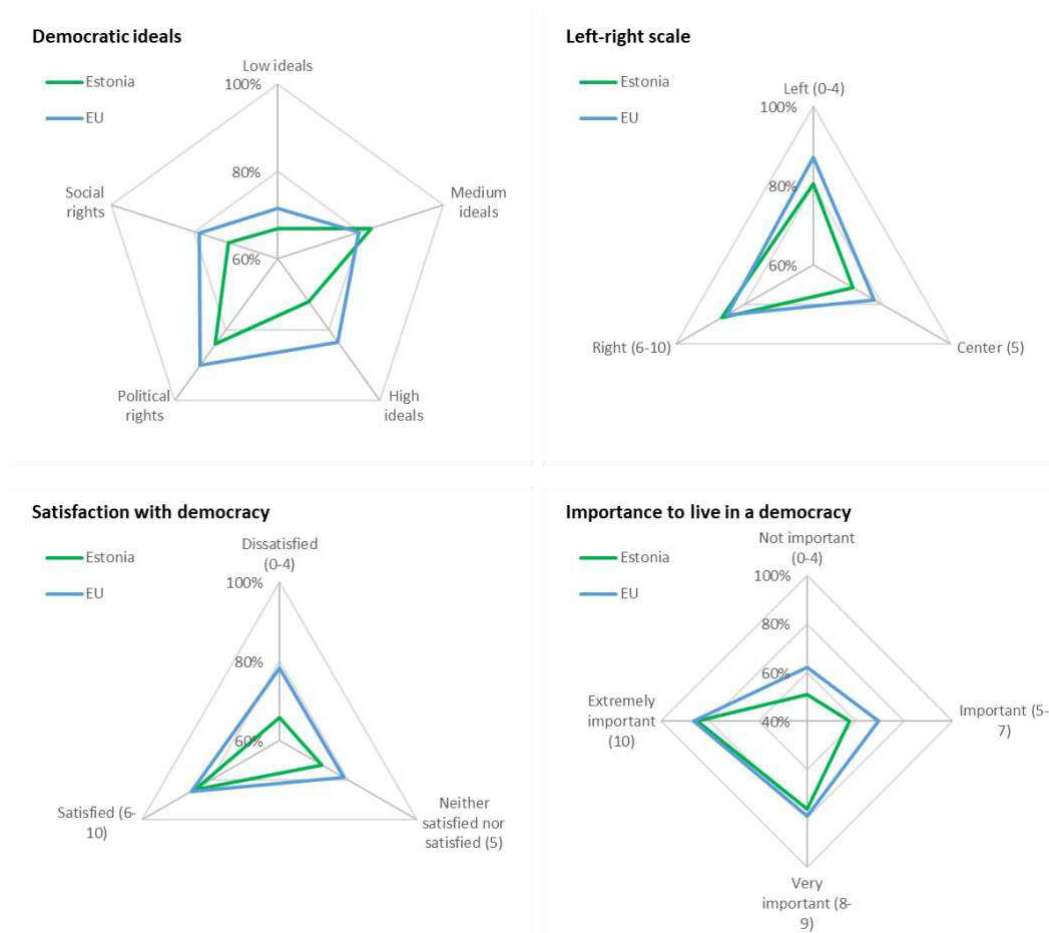 Democratic ideals
Estonia
EU
Low ideals
100%
80%
60%
Medium
ideals
High
ideals
Political
rights
Social
rights
Left-right scale
Estonia
EU
Left (0-4)
100%
80%
60%
Center (5)
Right (6-10)
Satisfaction with democracy
Estonia
EU
Dissatisfied
(0-4)
100%
80%
60%
Neither
satisfied nor
satisfied (5)
Satisfied (6-
10)
Importance to live in a democracy
Estonia
EU
Not important
(0-4)
100%
80%
60%
40%
Important (5-
7)
Very
important (8-
9)
Extremely
important
(10)